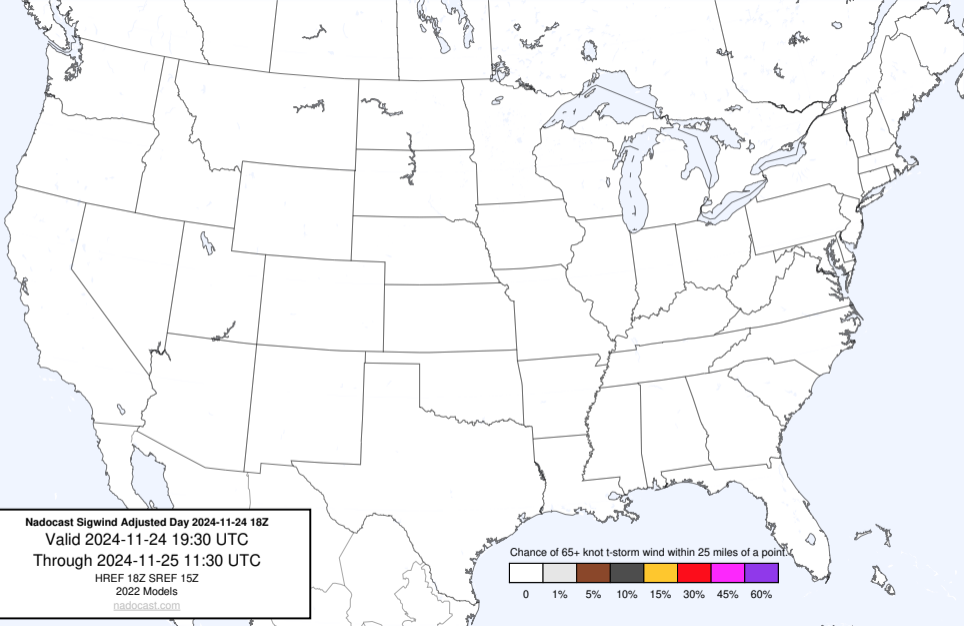 Nadocast Sigwind Adjusted Day 2024-11-24 18Z
Valid 2024-11-24 19:30 UTC
Through 2024-11-25 11:30 UTC
HREF 18Z SREF 15Z
2022 Models
nadocast.com
Chance of 65+ knot t-storm wind within 25 miles of a point.
0 1% 5% 10% 15% 30% 45% 60%